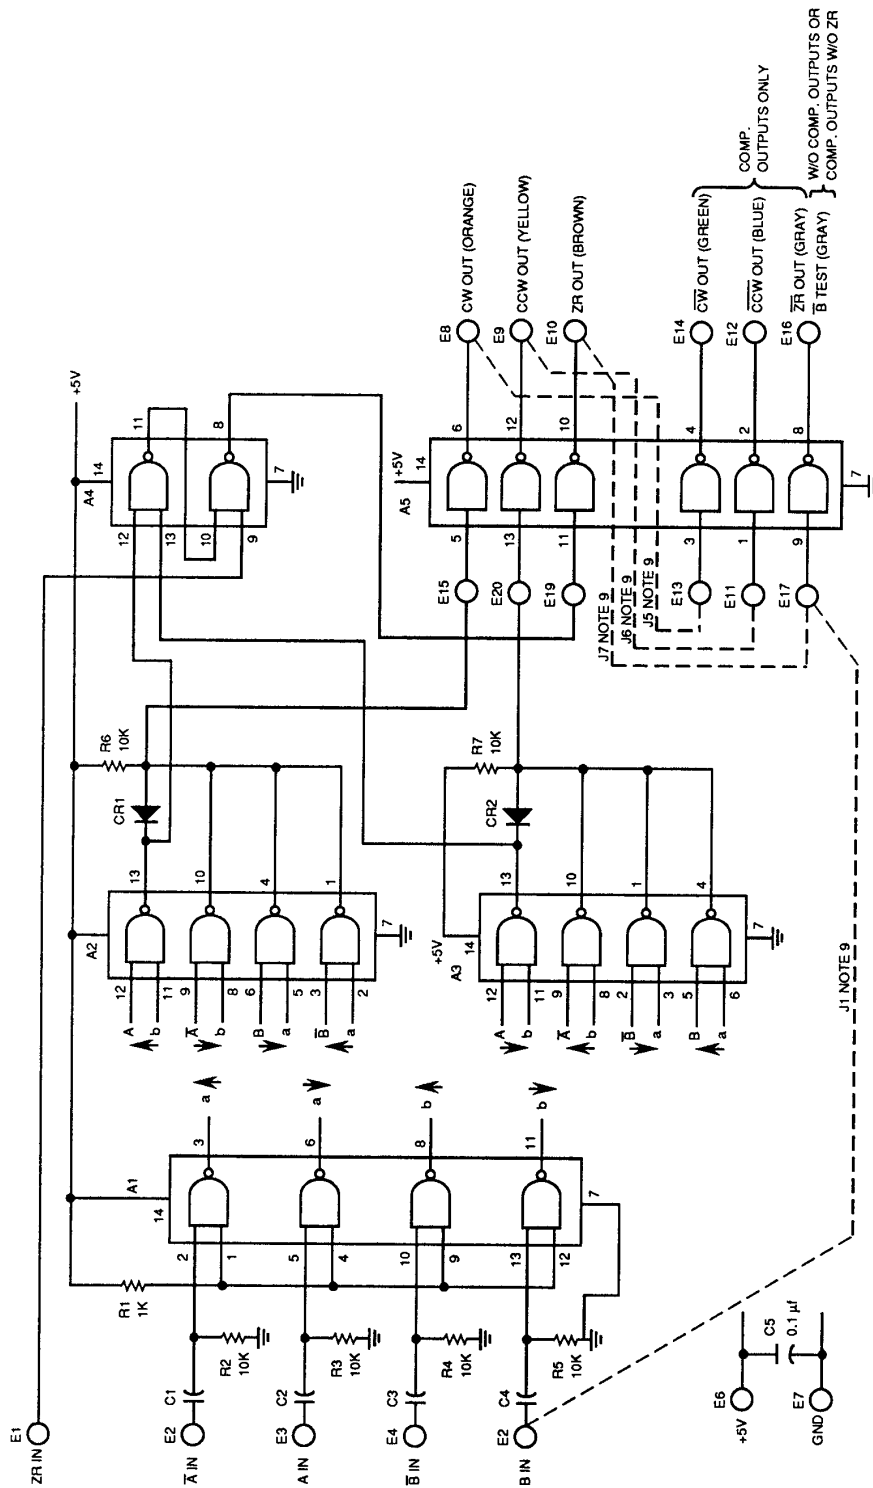 E1
ZR IN
E2
A̅ IN
C1
R2
10K
E3
A IN
C2
R3
10K
E4
B̅ IN
C3
R4
10K
E2
B IN
C4
R5
10K
R1
1K
A1
14
2
1
3
a
5
4
6
a
10
9
8
b
13
12
11
b
7
E6
+5V
E7
GND
C5
0.1 µf
A2
A
12
b
11
13
A̅
9
b
8
10
B
6
a
5
4
B̅
3
a
2
1
7
CR1
R6
10K
+5V
14
A3
A
12
b
11
13
A̅
9
b
8
10
B̅
2
a
3
1
B
5
a
6
4
7
CR2
R7
10K
+5V
A4
14
12
13
11
10
9
8
7
+5V
A5
14
E15
5
6
E8
CW OUT (ORANGE)
E20
13
12
E9
CCW OUT (YELLOW)
E19
11
10
E10
ZR OUT (BROWN)
J7 NOTE 9
J6 NOTE 9
J5 NOTE 9
E13
3
4
E14
C̅W̅ OUT (GREEN)
E11
1
2
E12
C̅C̅W̅ OUT (BLUE)
E17
9
8
E16
Z̅R̅ OUT (GRAY)
B̅ TEST (GRAY)
7
COMP.
OUTPUTS ONLY
W/O COMP. OUTPUTS OR
COMP. OUTPUTS W/O ZR
J1 NOTE 9